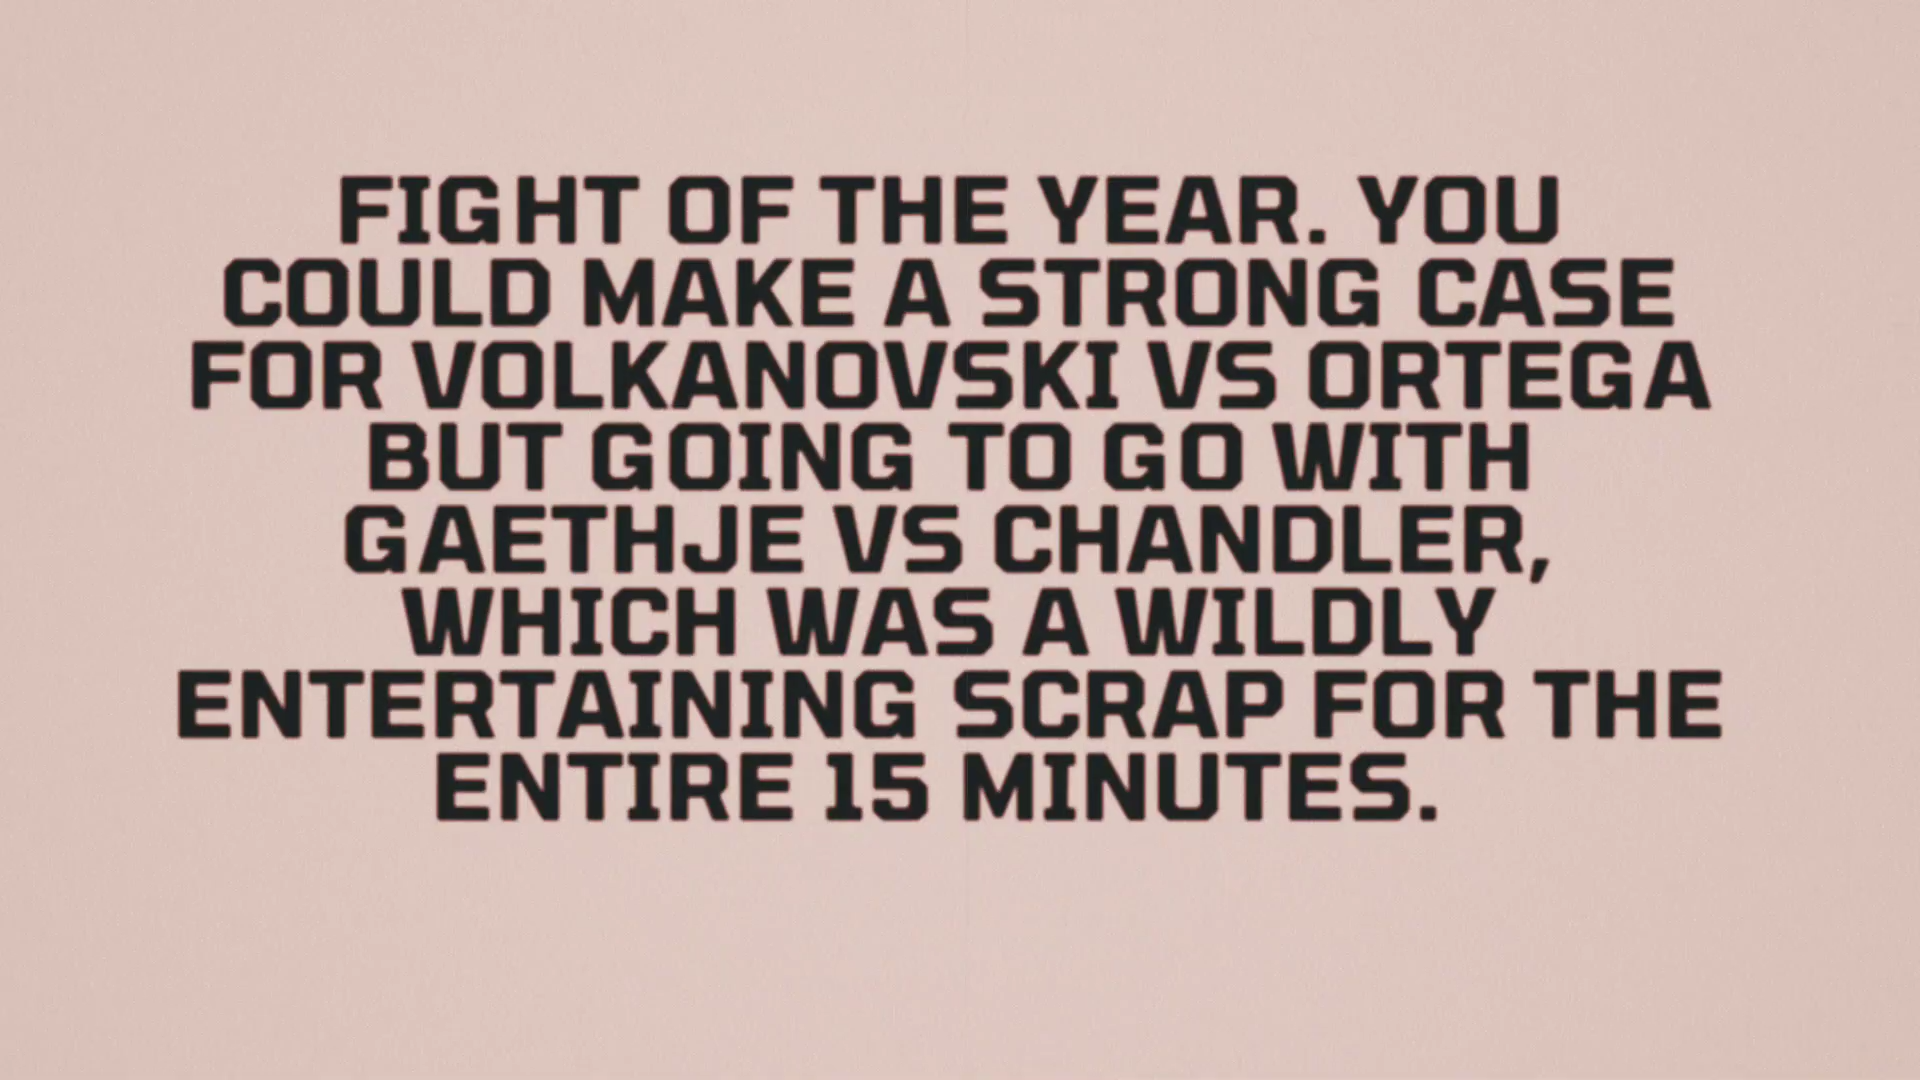 FIGHT OF THE YEAR. YOU
COULD MAKE A STRONG CASE
FOR VOLKANOVSKI VS ORTEGA
BUT GOING TO GO WITH
GAETHJE VS CHANDLER,
WHICH WAS A WILDLY
ENTERTAINING SCRAP FOR THE
ENTIRE 15 MINUTES.